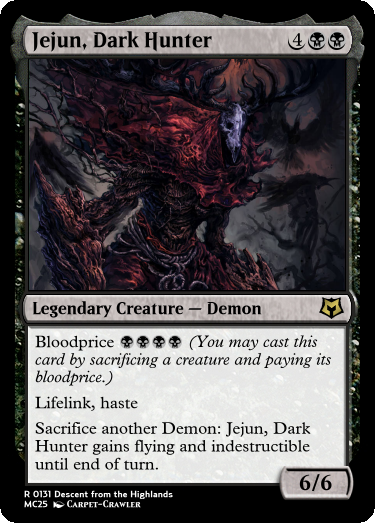 Jejun, Dark Hunter 4
Legendary Creature — Demon
Bloodprice (You may cast this
card by sacrificing a creature and paying its
bloodprice.)
Lifelink, haste
Sacrifice another Demon: Jejun, Dark
Hunter gains flying and indestructible
until end of turn.
6/6
R 0131 Descent from the Highlands
MC25 Carpet-Crawler